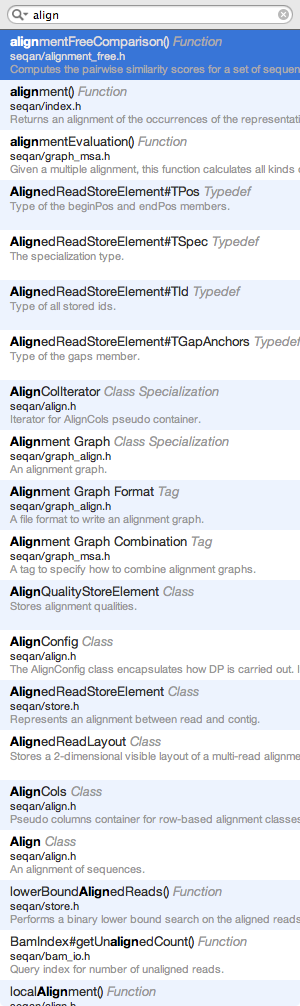 align
alignmentFreeComparison() Function
seqan/alignment_free.h
Computes the pairwise similarity scores for a set of sequen
alignment() Function
seqan/index.h
Returns an alignment of the occurrences of the representati
alignmentEvaluation() Function
seqan/graph_msa.h
Given a multiple alignment, this function calculates all kinds o
AlignedReadStoreElement#TPos Typedef
Type of the beginPos and endPos members.
AlignedReadStoreElement#TSpec Typedef
The specialization type.
AlignedReadStoreElement#TId Typedef
Type of all stored ids.
AlignedReadStoreElement#TGapAnchors Typedef
Type of the gaps member.
AlignColIterator Class Specialization
seqan/align.h
Iterator for AlignCols pseudo container.
Alignment Graph Class Specialization
seqan/graph_align.h
An alignment graph.
Alignment Graph Format Tag
seqan/graph_align.h
A file format to write an alignment graph.
Alignment Graph Combination Tag
seqan/graph_msa.h
A tag to specify how to combine alignment graphs.
AlignQualityStoreElement Class
Stores alignment qualities.
AlignConfig Class
seqan/align.h
The AlignConfig class encapsulates how DP is carried out. I
AlignedReadStoreElement Class
seqan/store.h
Represents an alignment between read and contig.
AlignedReadLayout Class
Stores a 2-dimensional visible layout of a multi-read alignme
AlignCols Class
seqan/align.h
Pseudo columns container for row-based alignment classes
Align Class
seqan/align.h
An alignment of sequences.
lowerBoundAlignedReads() Function
seqan/store.h
Performs a binary lower bound search on the aligned reads
BamIndex#getUnalignedCount() Function
seqan/bam_io.h
Query index for number of unaligned reads.
localAlignment() Function
seqan/align.h